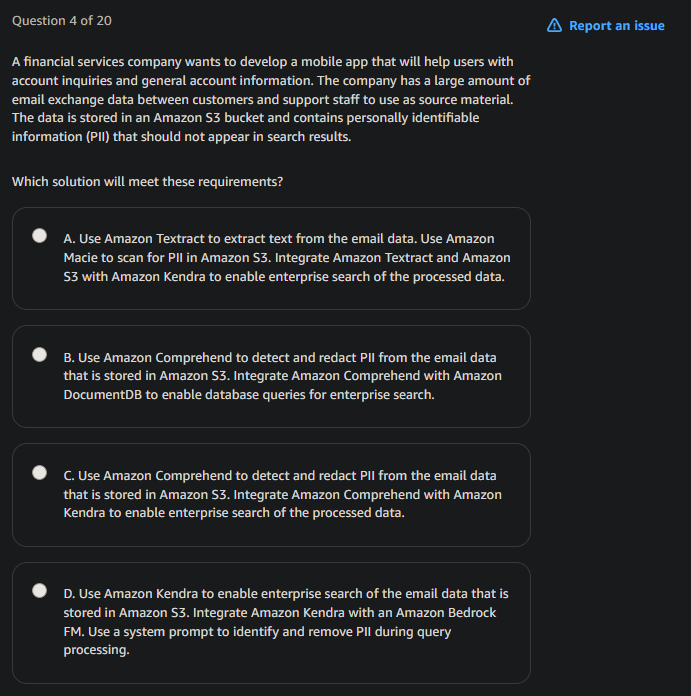 Question 4 of 20
Report an issue
A financial services company wants to develop a mobile app that will help users with
account inquiries and general account information. The company has a large amount of
email exchange data between customers and support staff to use as source material.
The data is stored in an Amazon S3 bucket and contains personally identifiable
information (PII) that should not appear in search results.
Which solution will meet these requirements?
A. Use Amazon Textract to extract text from the email data. Use Amazon
Macie to scan for PII in Amazon S3. Integrate Amazon Textract and Amazon
S3 with Amazon Kendra to enable enterprise search of the processed data.
B. Use Amazon Comprehend to detect and redact PII from the email data
that is stored in Amazon S3. Integrate Amazon Comprehend with Amazon
DocumentDB to enable database queries for enterprise search.
C. Use Amazon Comprehend to detect and redact PII from the email data
that is stored in Amazon S3. Integrate Amazon Comprehend with Amazon
Kendra to enable enterprise search of the processed data.
D. Use Amazon Kendra to enable enterprise search of the email data that is
stored in Amazon S3. Integrate Amazon Kendra with an Amazon Bedrock
FM. Use a system prompt to identify and remove PII during query
processing.